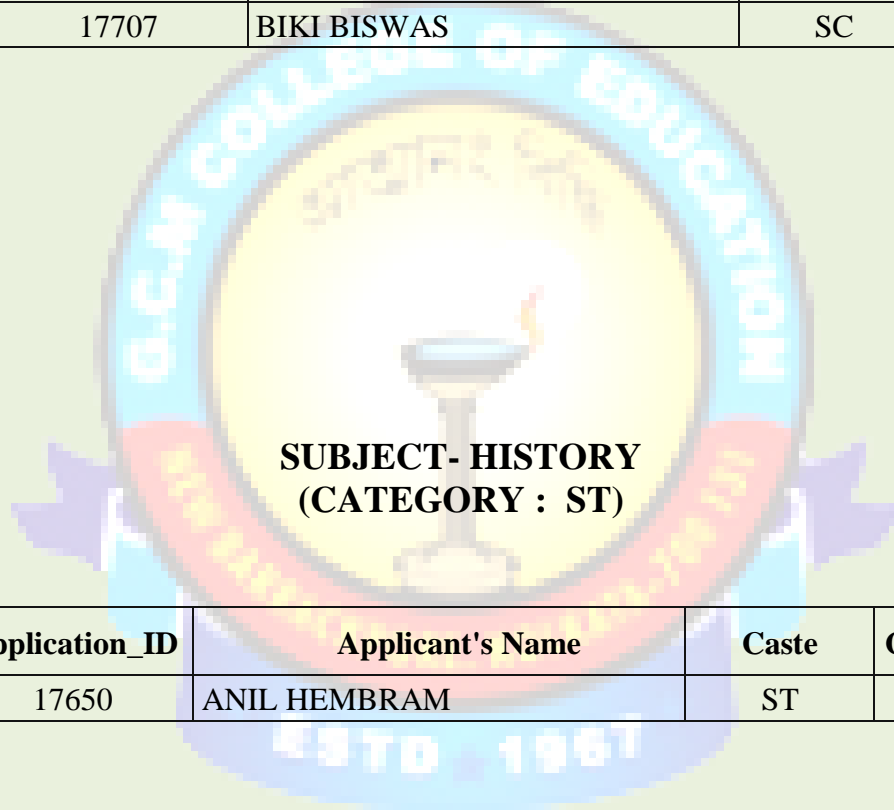 17707 BIKI BISWAS SC
G.C.M COLLEGE OF EDUCATION
SUBJECT- HISTORY
(CATEGORY : ST)
pplication_ID Applicant's Name Caste
17650 ANIL HEMBRAM ST
ESTD 1967